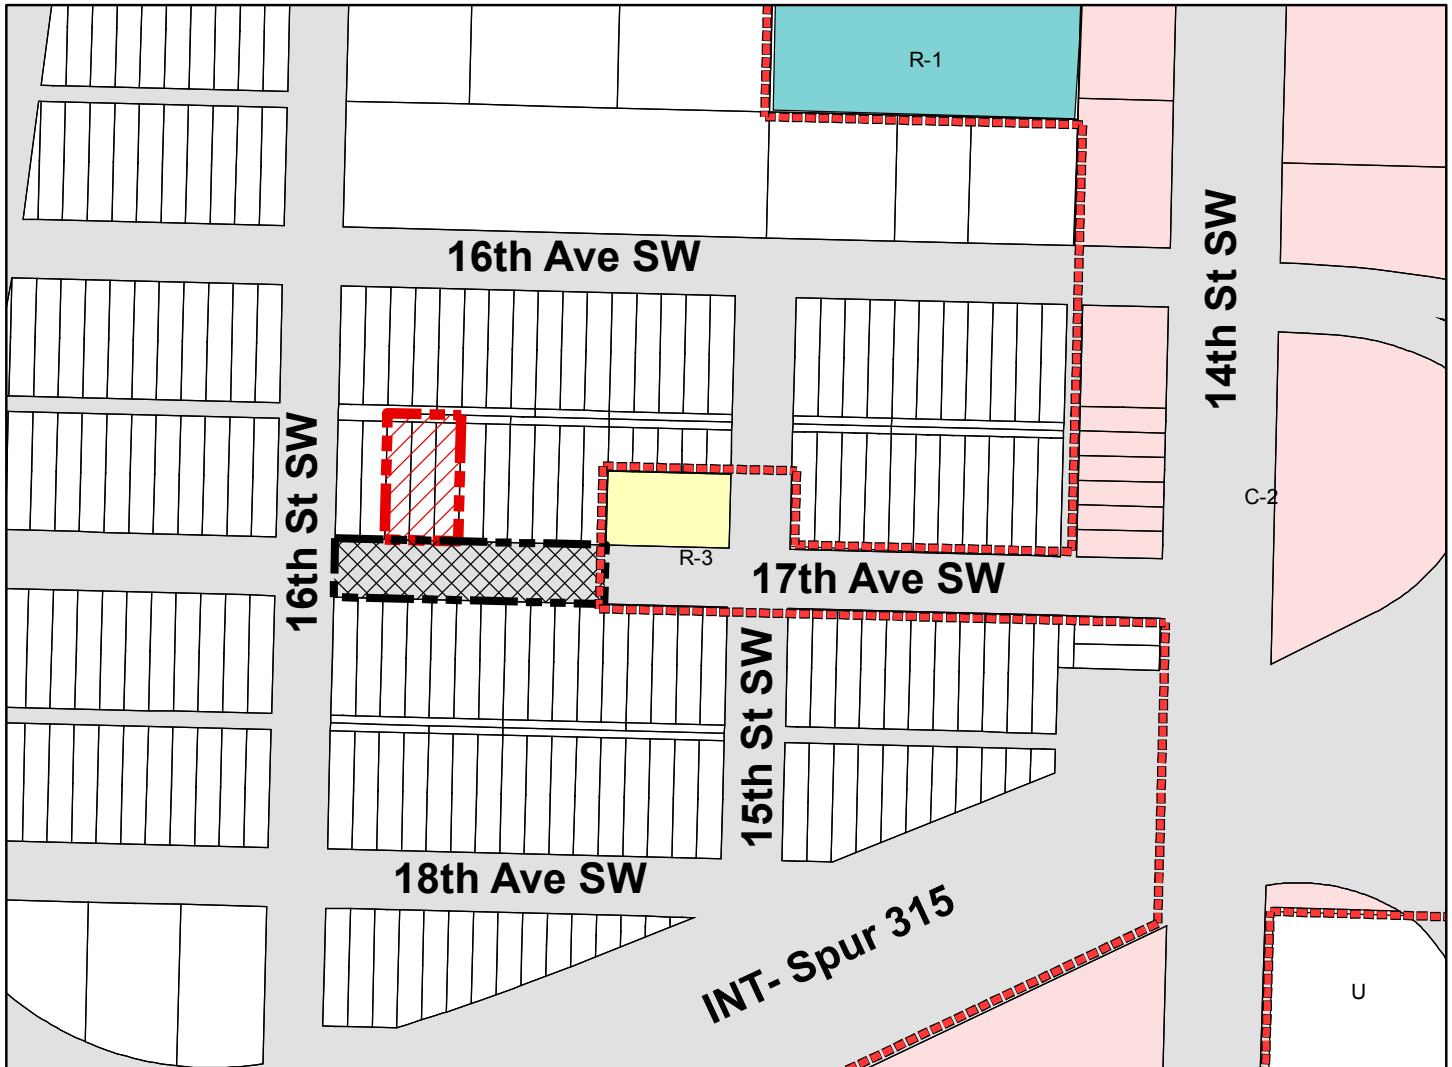 R-1
16th Ave SW
14th St SW
16th St SW
C-2
R-3
17th Ave SW
15th St SW
18th Ave SW
INT- Spur 315
U